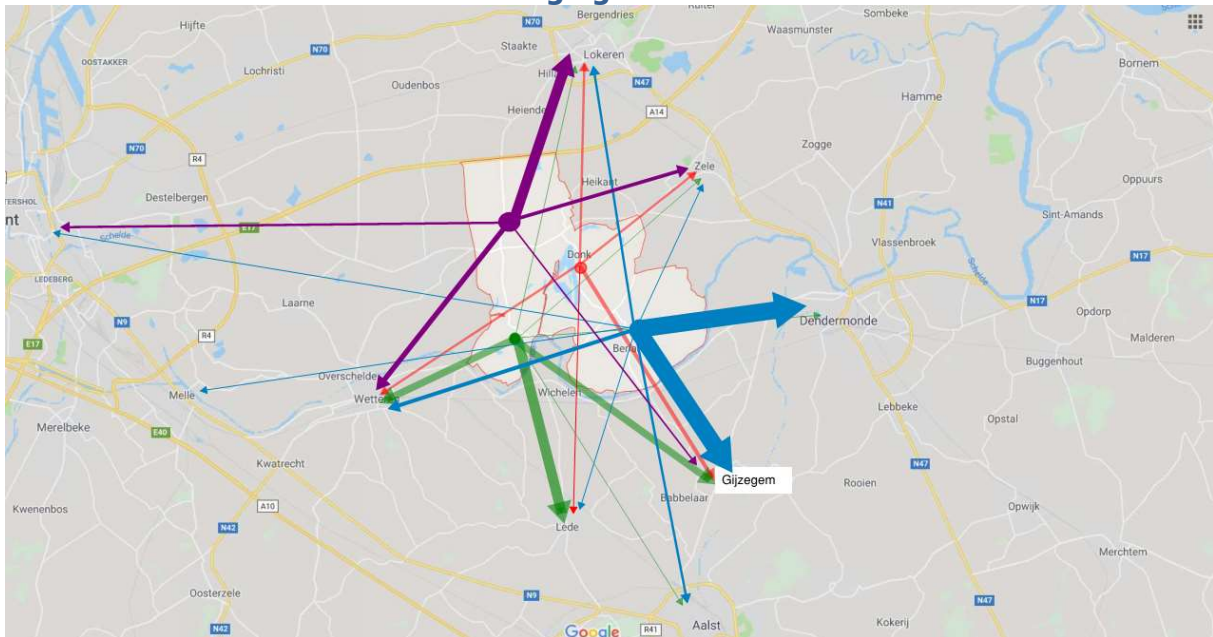 Bergendries
Sombeke
Hijfte
N70
Waasmunster
Staakte
Lokeren
N70
OOSTAKKER
Lochristi
Bornem
Oudenbos
N47
Hamme
A14
Heiende
N70
Zogge
R4
Zele
Heikant
Oppuurs
Destelbergen
N41
Sint-Amands
nt
E17
Schelde
Vlassenbroek
Donk
N17
Schelde
LEDEBERG
Laarne
N17
Opdorp
N9
Dendermonde
R4
Malderen
E17
Buggenhout
Overschelde
Wichelen
Melle
Lebbeke
Opstal
Merelbeke
E40
Kwatrecht
N47
Gijzegem
Rooien
Babbelaar
Kwenenbos
A10
Opwijk
N42
Lede
Merchtem
Oosterzele
N9
N47
N42
Google
R41
Aalst
Kokerij